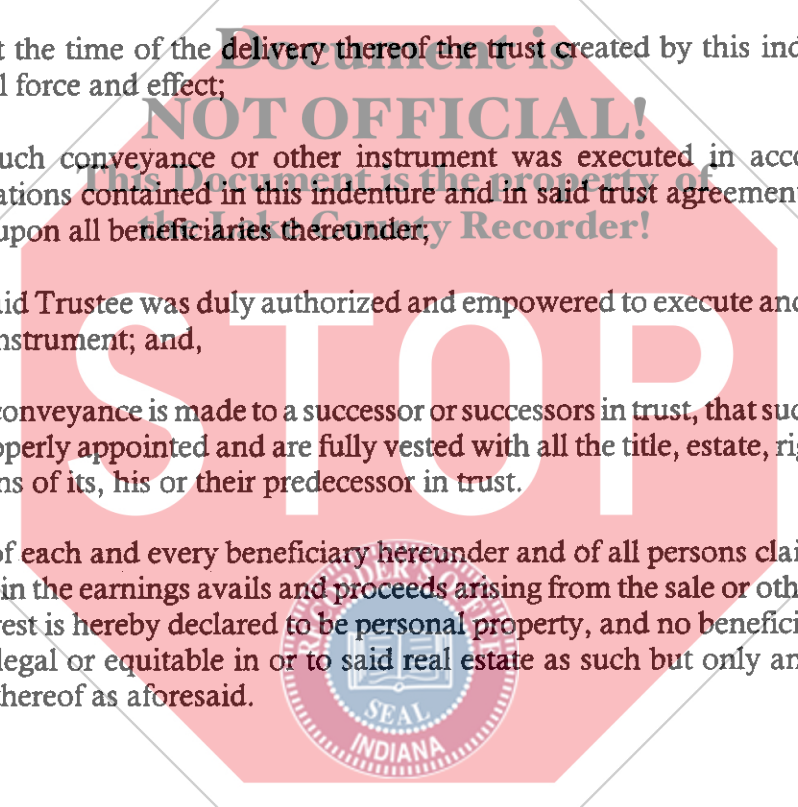 t the time of the delivery thereof the trust created by this ind
l force and effect;
uch conveyance or other instrument was executed in acco
ations contained in this indenture and in said trust agreement
upon all beneficiaries thereunder;
id Trustee was duly authorized and empowered to execute and
nstrument; and,
conveyance is made to a successor or successors in trust, that suc
operly appointed and are fully vested with all the title, estate, rig
ns of its, his or their predecessor in trust.
of each and every beneficiary hereunder and of all persons clai
in the earnings avails and proceeds arising from the sale or oth
rest is hereby declared to be personal property, and no benefici
legal or equitable in or to said real estate as such but only an
thereof as aforesaid.
Document is
NOT OFFICIAL!
This Document is the property of
the Lake County Recorder!
STOP
RECORDER'S OFFICE
SEAL
INDIANA